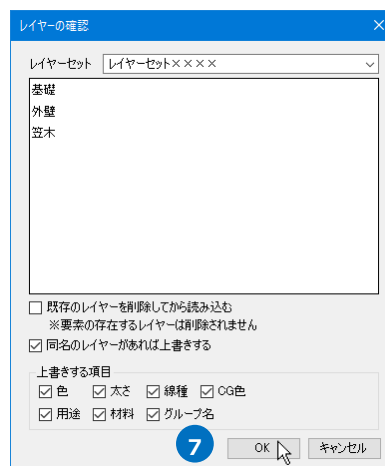 レイヤーの確認
レイヤーセット レイヤーセット××××
基礎
外壁
笠木
既存のレイヤーを削除してから読み込む
※要素の存在するレイヤーは削除されません
同名のレイヤーがあれば上書きする
上書きする項目
色 太さ 線種 CG色
用途 材料 グループ名
7 OK キャンセル